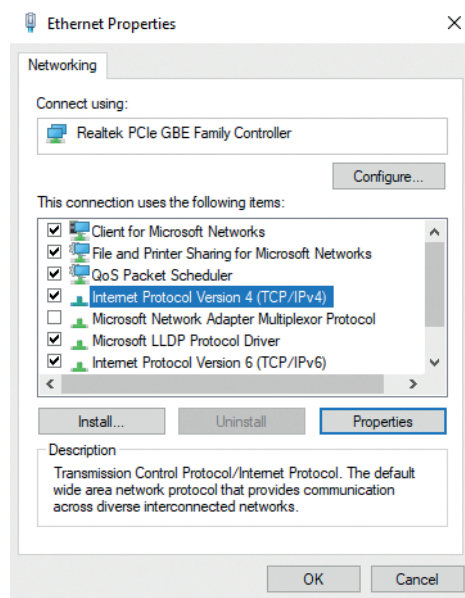 Ethernet Properties
Networking
Connect using:
Realtek PCIe GBE Family Controller
Configure...
This connection uses the following items:
Client for Microsoft Networks
File and Printer Sharing for Microsoft Networks
QoS Packet Scheduler
Internet Protocol Version 4 (TCP/IPv4)
Microsoft Network Adapter Multiplexor Protocol
Microsoft LLDP Protocol Driver
Internet Protocol Version 6 (TCP/IPv6)
Install... Uninstall Properties
Description
Transmission Control Protocol/Internet Protocol. The default
wide area network protocol that provides communication
across diverse interconnected networks.
OK Cancel